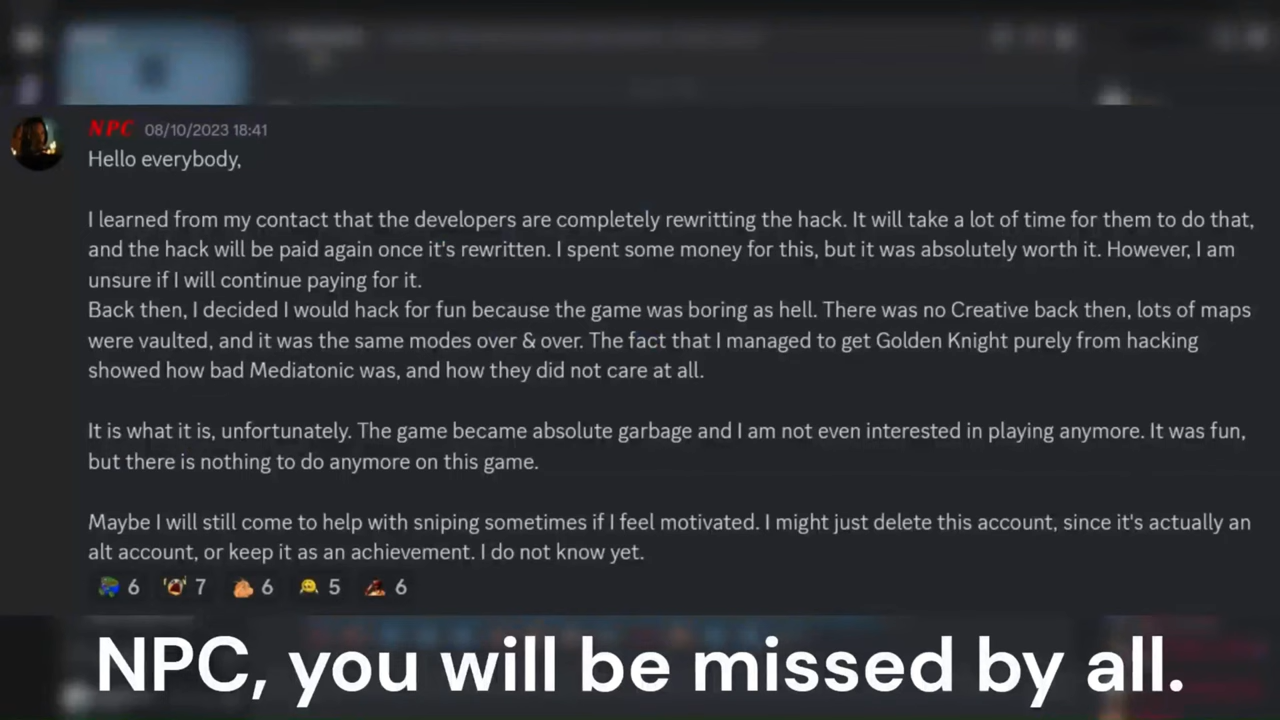 NPC 08/10/2023 18:41
Hello everybody,
I learned from my contact that the developers are completely rewritting the hack. It will take a lot of time for them to do that,
and the hack will be paid again once it's rewritten. I spent some money for this, but it was absolutely worth it. However, I am
unsure if I will continue paying for it.
Back then, I decided I would hack for fun because the game was boring as hell. There was no Creative back then, lots of maps
were vaulted, and it was the same modes over & over. The fact that I managed to get Golden Knight purely from hacking
showed how bad Mediatonic was, and how they did not care at all.
It is what it is, unfortunately. The game became absolute garbage and I am not even interested in playing anymore. It was fun,
but there is nothing to do anymore on this game.
Maybe I will still come to help with sniping sometimes if I feel motivated. I might just delete this account, since it's actually an
alt account, or keep it as an achievement. I do not know yet.
6 7 6 5 6
NPC, you will be missed by all.